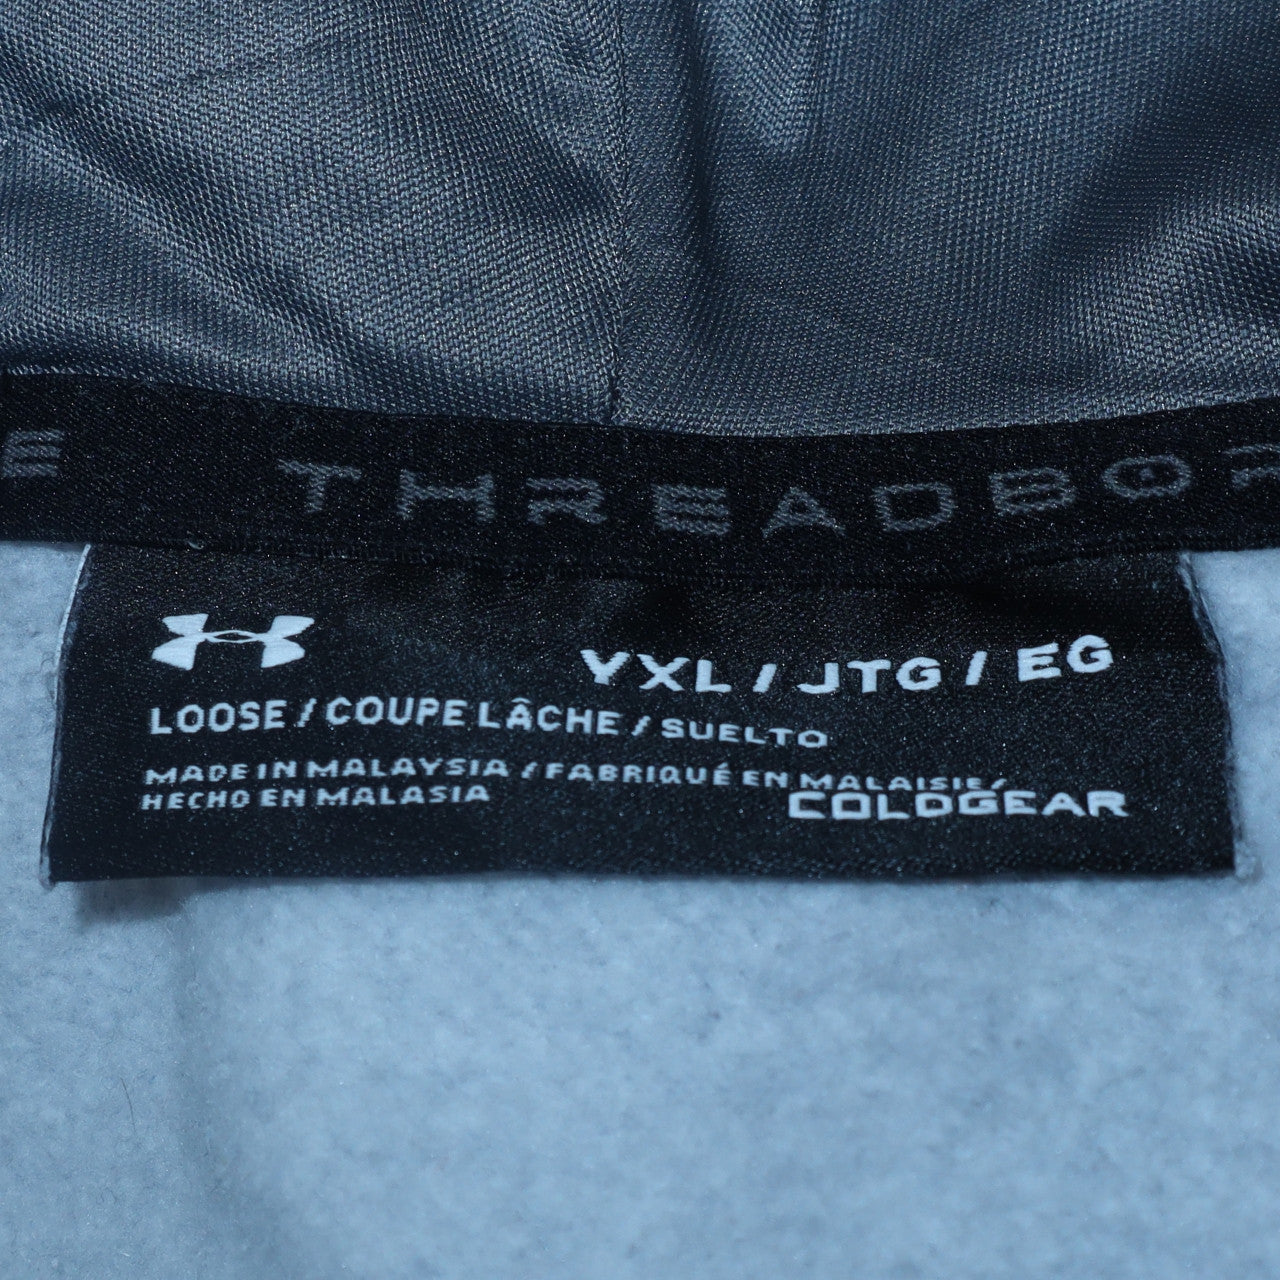 E THREADBOR
YXL / JTG / EG
LOOSE / COUPE LÂCHE / SUELTO
MADE IN MALAYSIA / FABRIQUÉ EN MALAISIE/
HECHO EN MALASIA
COLDGEAR